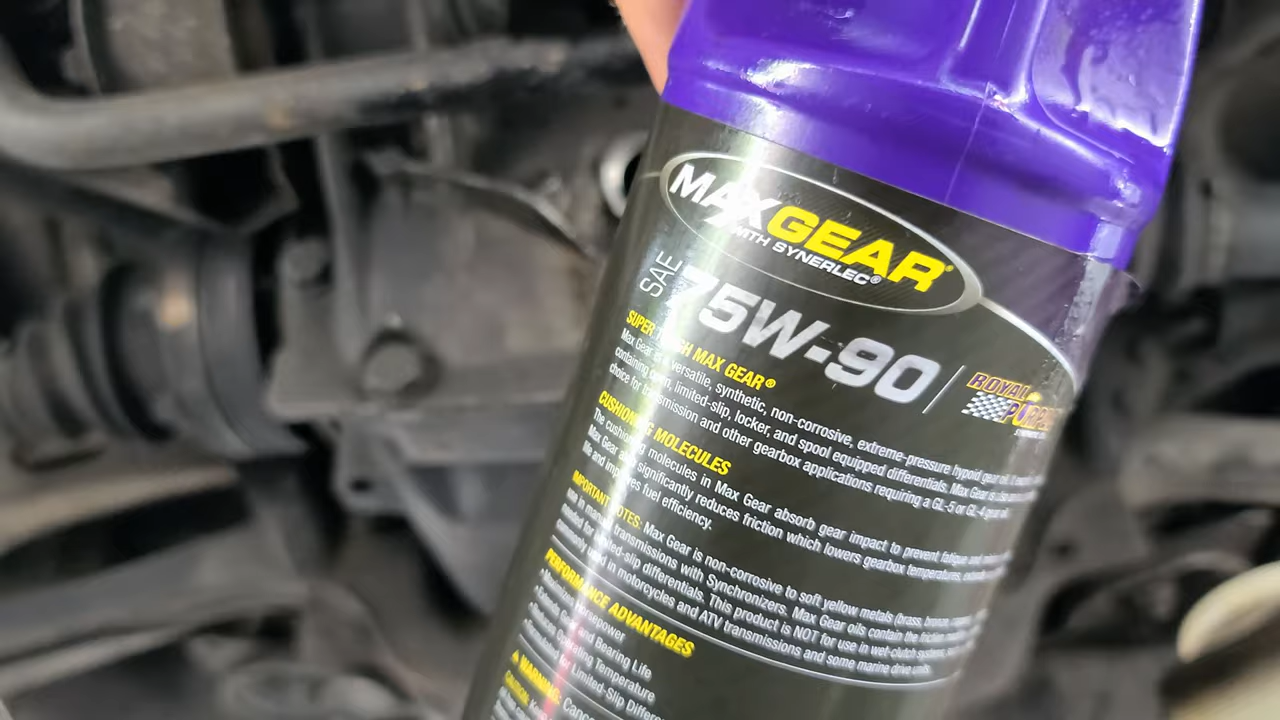 MAXGEAR®
WITH SYNERLEC®
SAE 75W-90
ROYAL
PURPLE
SUPER MAX GEAR®
Max Gear versatile, synthetic, non-corrosive, extreme-pressure hypoid gear oil.
containing limited-slip, locker, and spool equipped differentials. Max Gear is
choice for transmission and other gearbox applications requiring a GL-5 or GL-4 gear oil.
CUSHIONING MOLECULES
The cushioning molecules in Max Gear absorb gear impact to prevent fatigue and
Max Gear significantly reduces friction which lowers gearbox temperatures,
life and improves fuel efficiency.
IMPORTANT NOTES: Max Gear is non-corrosive to soft yellow metals (brass, bronze,
transmissions with Synchronizers. Max Gear oils contain the friction
limited-slip differentials. This product is NOT for use in wet-clutch systems,
in motorcycles and ATV transmissions and some marine drive units.
PERFORMANCE ADVANTAGES
• Maximizes Horsepower
Gear and Bearing Life
Operating Temperature
for Limited-Slip
WARNING:
CAUTION: